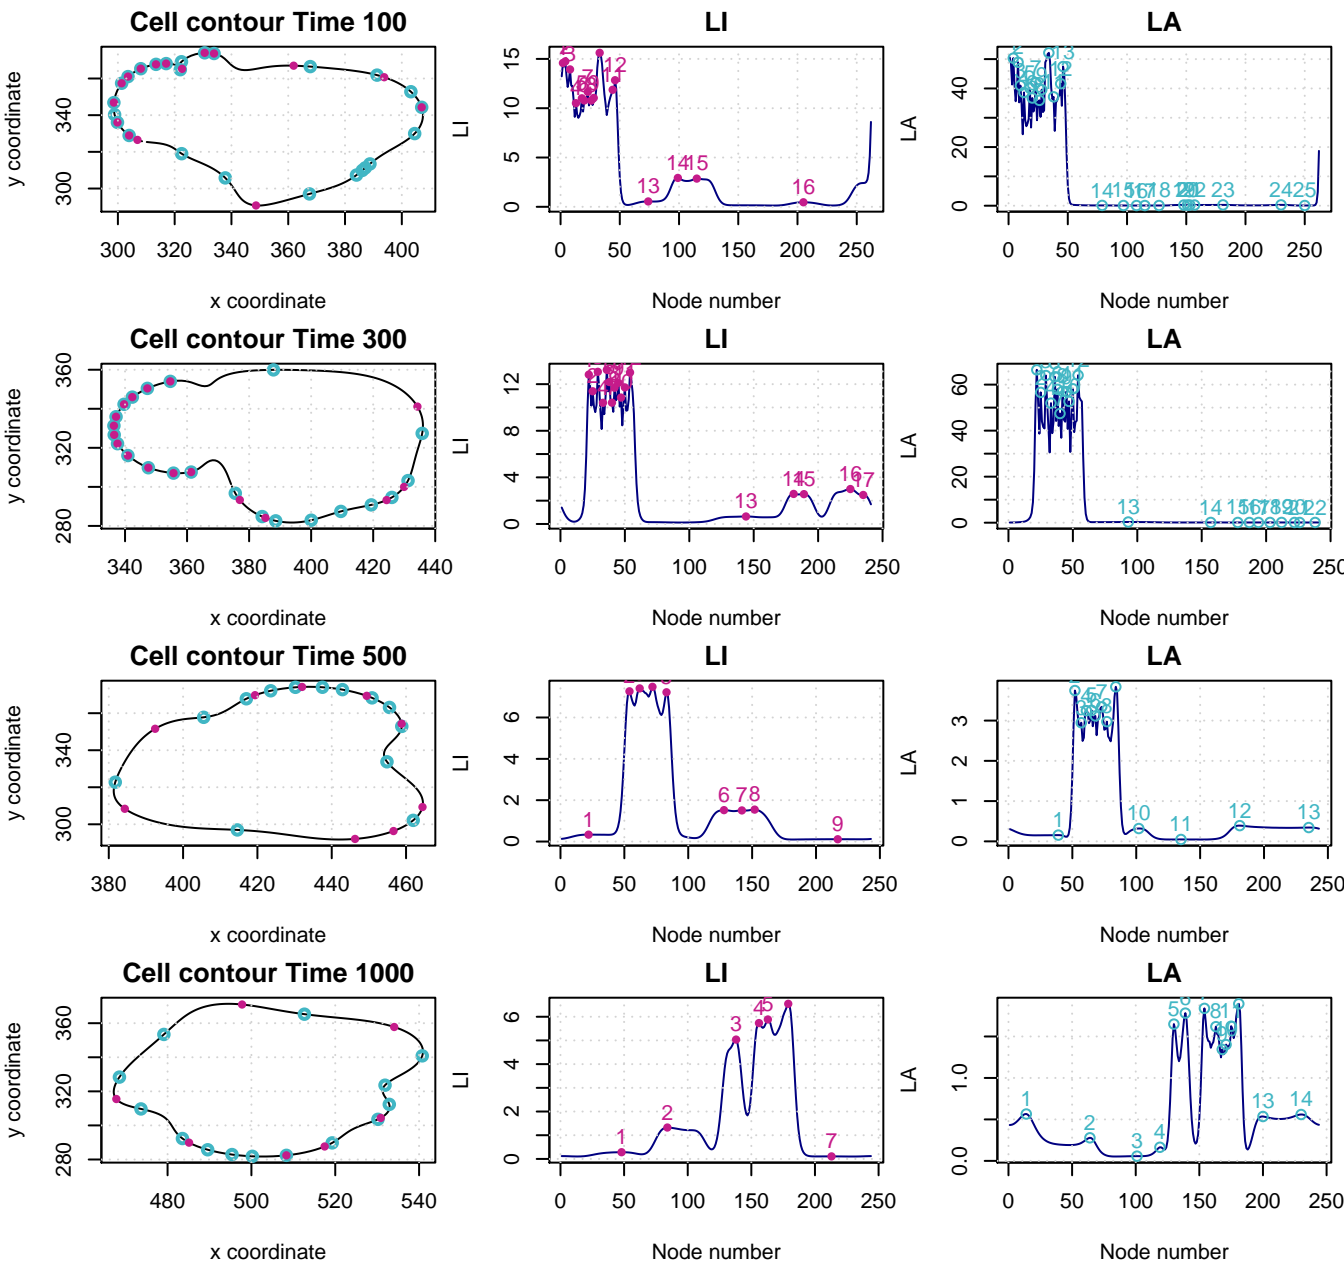 Cell contour Time 100
LI
LA
y coordinate
300 340
300 320 340 360 380 400
x coordinate
LI
0 5 10 15
13 14 15 16 12
0 50 100 150 200 250
Node number
LA
0 20 40
14 15 17 18 23 24 25
0 50 100 150 200 250
Node number
Cell contour Time 300
LI
LA
y coordinate
280 320 360
340 360 380 400 420 440
x coordinate
LI
0 4 8 12
13 14 15 16 17
0 50 100 150 200 250
Node number
LA
0 20 40 60
13 14 15 16 17 18 19 20 22
0 50 100 150 200 250
Node number
Cell contour Time 500
LI
LA
y coordinate
300 340
380 400 420 440 460
x coordinate
LI
0 2 4 6
1 6 7 8 9
0 50 100 150 200 250
Node number
LA
0 1 2 3
1 7 10 11 12 13
0 50 100 150 200 250
Node number
Cell contour Time 1000
LI
LA
y coordinate
280 320 360
480 500 520 540
x coordinate
LI
0 2 4 6
1 2 3 4 5 7
0 50 100 150 200 250
Node number
LA
0.0 1.0
1 2 3 4 5 8 13 14
0 50 100 150 200 250
Node number